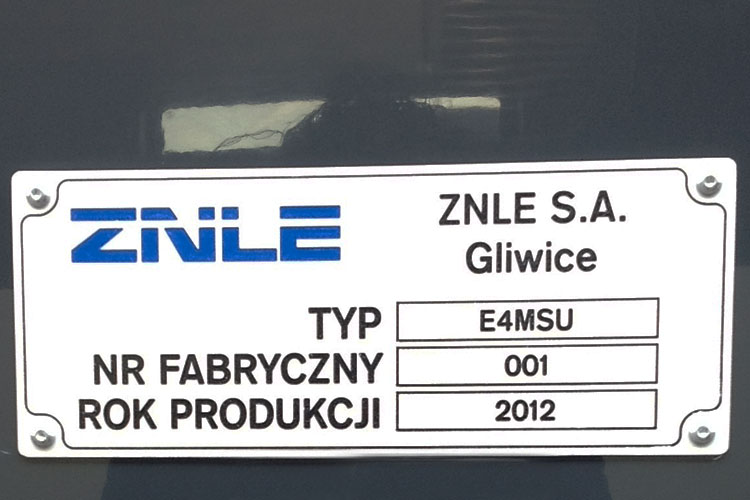 ZNLE
ZNLE S.A.
Gliwice
TYP E4MSU
NR FABRYCZNY 001
ROK PRODUKCJI 2012